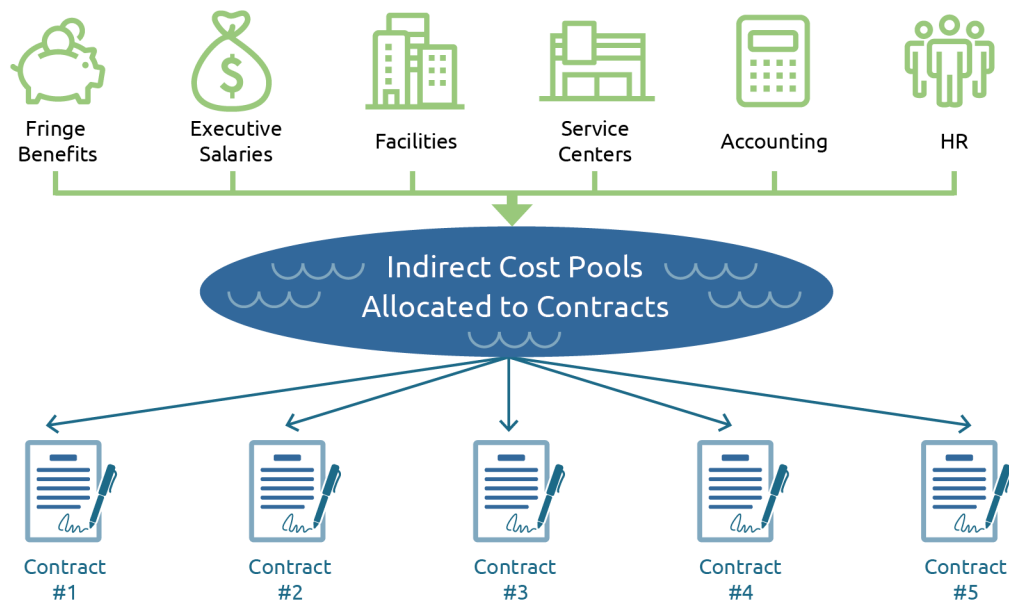 Fringe
Benefits
Executive
Salaries
Facilities
Service
Centers
Accounting
HR
$
Indirect Cost Pools
Allocated to Contracts
Contract
#1
Contract
#2
Contract
#3
Contract
#4
Contract
#5